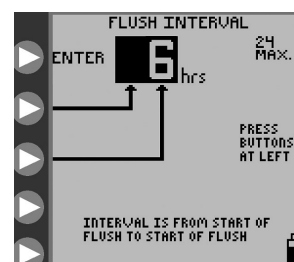 FLUSH INTERVAL
ENTER 6 hrs
24
MAX.
PRESS
BUTTONS
AT LEFT
INTERVAL IS FROM START OF
FLUSH TO START OF FLUSH